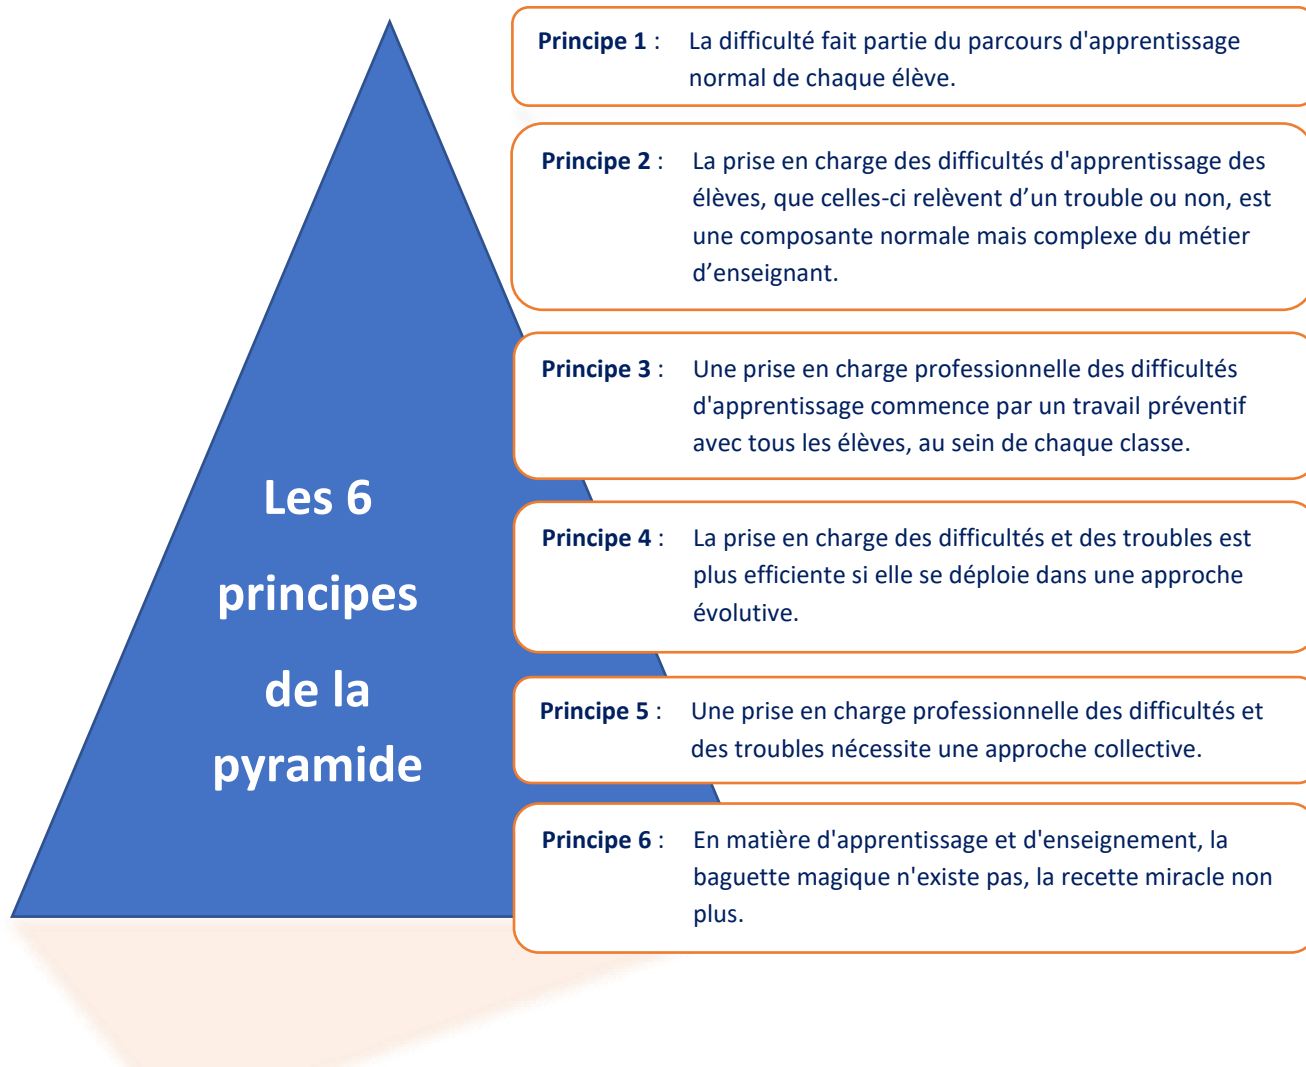 Principe 1 : La difficulté fait partie du parcours d'apprentissage
normal de chaque élève.
Principe 2 : La prise en charge des difficultés d'apprentissage des
élèves, que celles-ci relèvent d’un trouble ou non, est
une composante normale mais complexe du métier
d’enseignant.
Principe 3 : Une prise en charge professionnelle des difficultés
d'apprentissage commence par un travail préventif
avec tous les élèves, au sein de chaque classe.
Principe 4 : La prise en charge des difficultés et des troubles est
plus efficiente si elle se déploie dans une approche
évolutive.
Principe 5 : Une prise en charge professionnelle des difficultés et
des troubles nécessite une approche collective.
Principe 6 : En matière d'apprentissage et d'enseignement, la
baguette magique n'existe pas, la recette miracle non
plus.
Les 6
principes
de la
pyramide